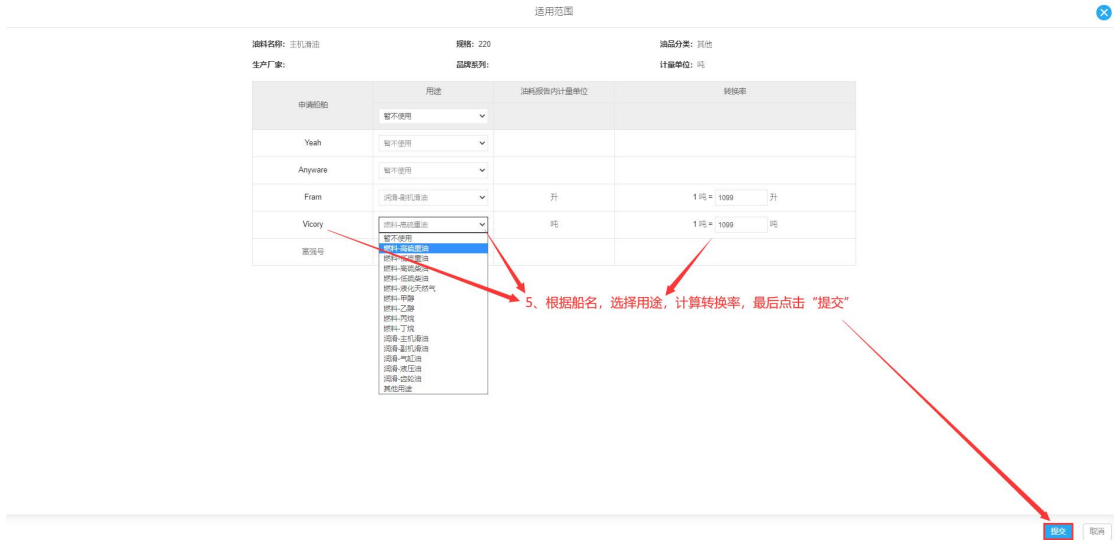 适用范围
油料名称: 主机滑油 规格: 220 油品分类: 其他
生产厂家: 品牌系列: 计量单位: 吨
申请船舶 用途 油耗报告内计量单位 转换率
暂不使用
Yeah 暂不使用
Anyware 暂不使用
Fram 润滑-副机滑油 升 1 吨 = 1099 升
Vicory 燃料-高硫重油 吨 1 吨 = 1099 吨
高强号
暂不使用
燃料-高硫重油
燃料-低硫重油
燃料-高硫柴油
燃料-低硫柴油
燃料-液化天然气
燃料-甲醇
燃料-乙醇
燃料-丙烷
燃料-丁烷
润滑-主机滑油
润滑-副机滑油
润滑-气缸油
润滑-液压油
润滑-齿轮油
其他用途
5、根据船名，选择用途，计算转换率，最后点击“提交”
提交 取消